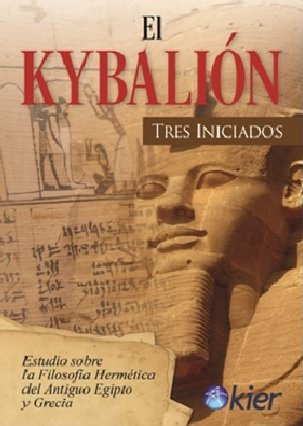 El
KYBALIÓN
TRES INICIADOS
Estudio sobre
la Filosofía Hermética
del Antiguo Egipto
y Grecia
kier